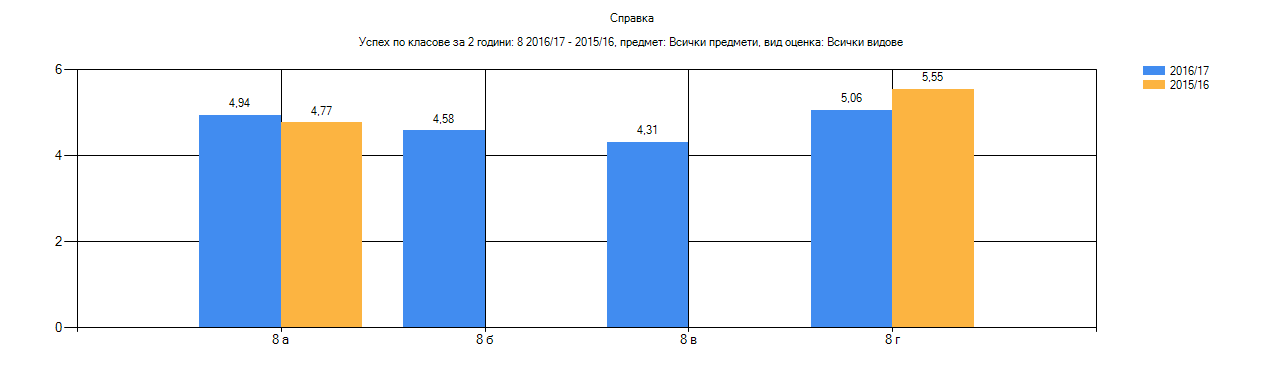 Справка
Успех по класове за 2 години: 8 2016/17 - 2015/16, предмет: Всички предмети, вид оценка: Всички видове
2016/17
2015/16
6
4
2
0
4,94
4,77
4,58
4,31
5,06
5,55
8 а
8 б
8 в
8 г